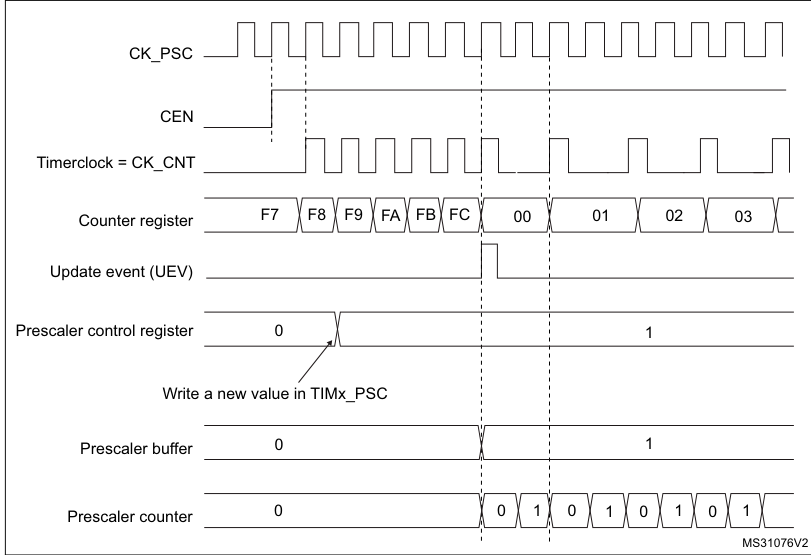 CK_PSC
CEN
Timerclock = CK_CNT
Counter register F7 F8 F9 FA FB FC 00 01 02 03
Update event (UEV)
Prescaler control register 0 1
Write a new value in TIMx_PSC
Prescaler buffer 0 1
Prescaler counter 0 0 1 0 1 0 1 0 1
MS31076V2